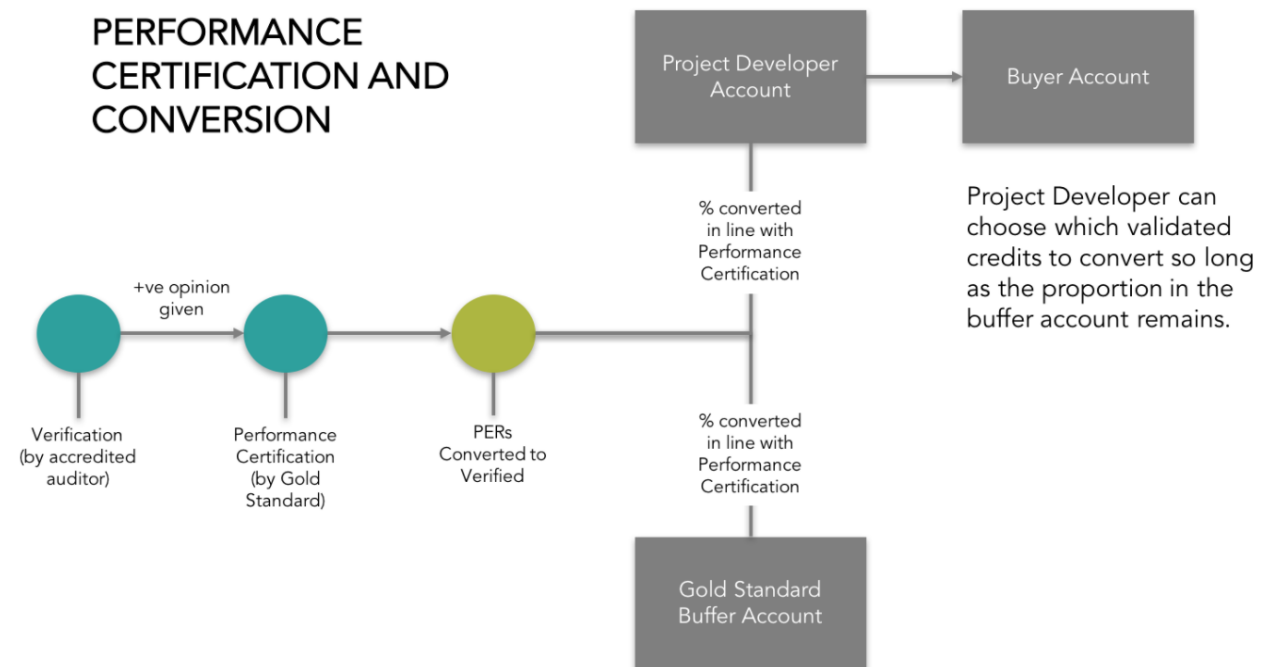 PERFORMANCE
CERTIFICATION AND
CONVERSION
Project Developer
Account
Buyer Account
% converted
in line with
Performance
Certification
Project Developer can
choose which validated
credits to convert so long
as the proportion in the
buffer account remains.
+ve opinion
given
Verification
(by accredited
auditor)
Performance
Certification
(by Gold
Standard)
PERs
Converted to
Verified
% converted
in line with
Performance
Certification
Gold Standard
Buffer Account